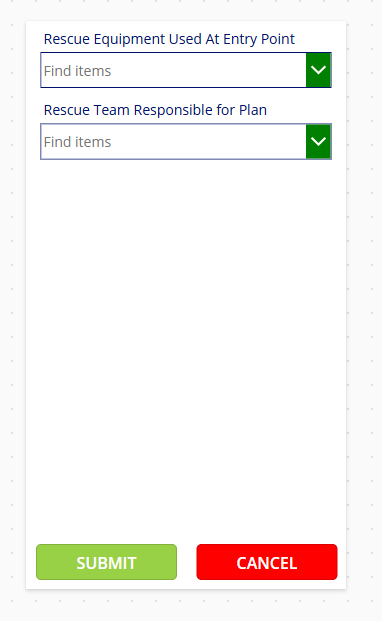 Rescue Equipment Used At Entry Point
Find items
Rescue Team Responsible for Plan
Find items
SUBMIT CANCEL